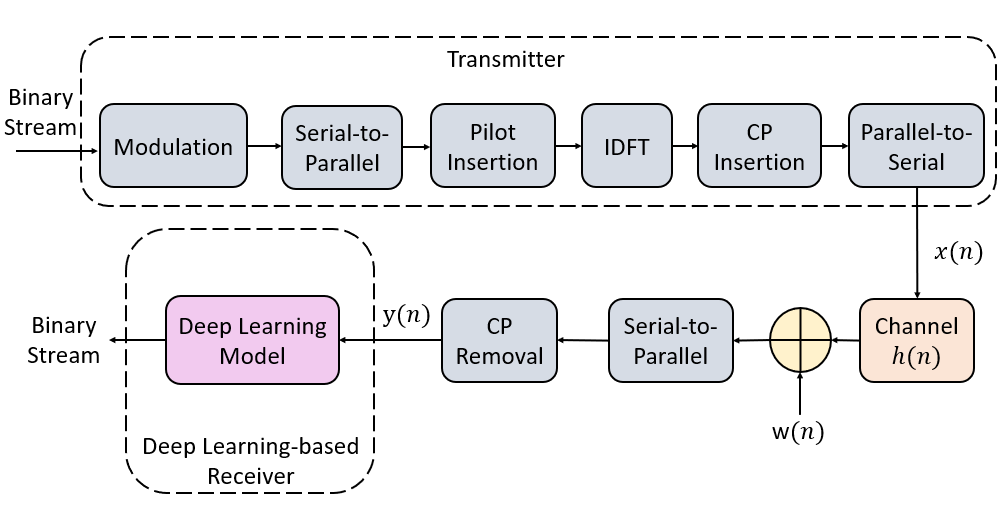 Transmitter
Binary
Stream
Modulation
Serial-to-
Parallel
Pilot
Insertion
IDFT
CP
Insertion
Parallel-to-
Serial
x(n)
Channel
h(n)
w(n)
Serial-to-
Parallel
CP
Removal
y(n)
Deep Learning
Model
Deep Learning-based
Receiver
Binary
Stream